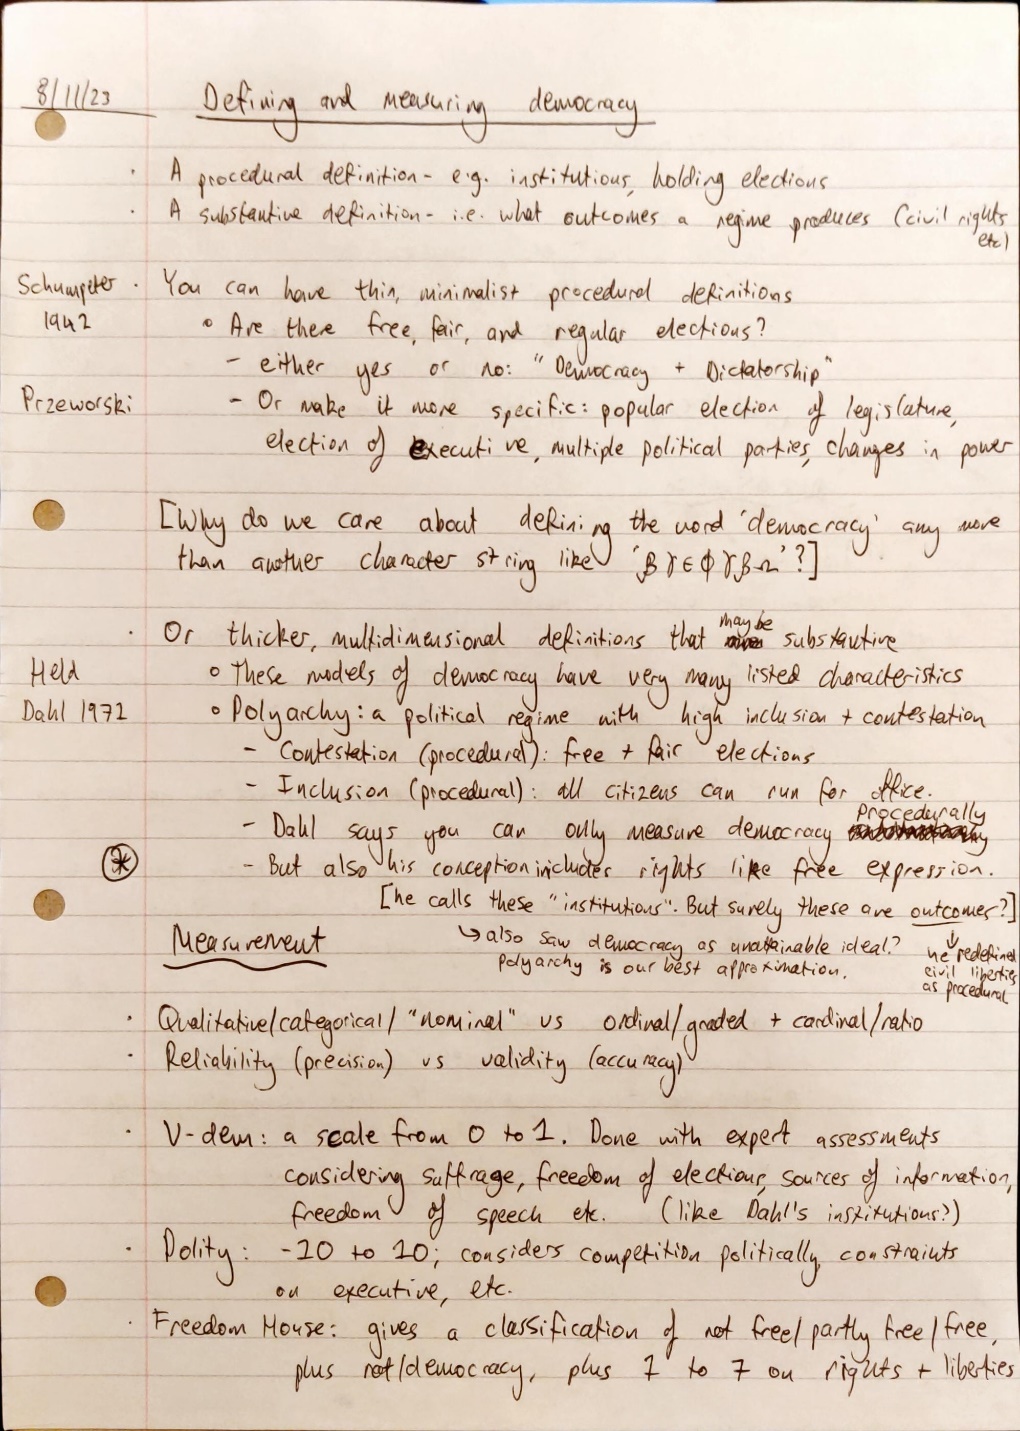 8/11/23 Defining and measuring democracy
· A procedural definition - e.g. institutions, holding elections
· A substantive definition - i.e. what outcomes a regime produces (civil rights
etc)
Schumpeter · You can have thin, minimalist procedural definitions
1942 ∘ Are there free, fair, and regular elections?
- either yes or no: "Democracy + Dictatorship"
Przeworski - Or make it more specific: popular election of legislature,
election of executive, multiple political parties, changes in power
[Why do we care about defining the word 'democracy' any more
than another character string like 'βγ∈ϕγβ-Ω'?]
· Or thicker, multidimensional definitions that maybe substantive
Held ∘ These models of democracy have very many listed characteristics
Dahl 1971 ∘ Polyarchy: a political regime with high inclusion + contestation
- Contestation (procedural): free + fair elections
- Inclusion (procedural): all citizens can run for office.
- Dahl says you can only measure democracy procedurally
* - But also his conception includes rights like free expression.
[he calls these "institutions". But surely these are outcomes?]
↳ also saw democracy as unattainable ideal?
polyarchy is our best approximation.
↓
he redefined
civil liberties
as procedural
Measurement
· Qualitative/categorical/"nominal" vs ordinal/graded + cardinal/ratio
· Reliability (precision) vs validity (accuracy)
· V-dem: a scale from 0 to 1. Done with expert assessments
considering suffrage, freedom of elections, sources of information,
freedom of speech etc. (like Dahl's institutions?)
· Polity: -10 to 10; considers competition politically, constraints
on executive, etc.
· Freedom House: gives a classification of not free/partly free/free,
plus not/democracy, plus 1 to 7 on rights + liberties